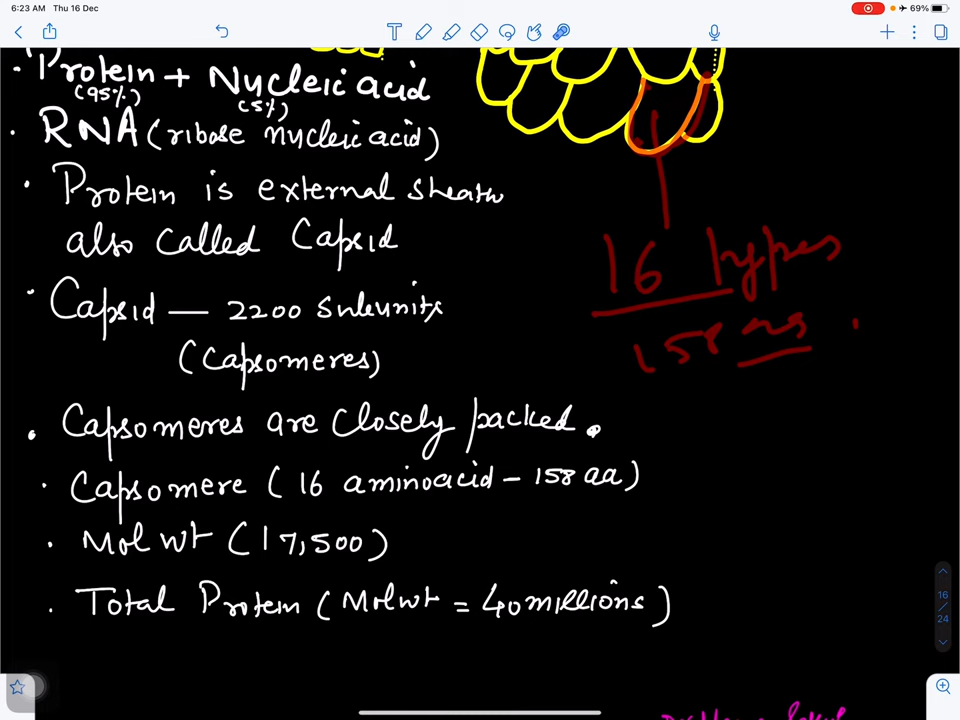 6:23 AM Thu 16 Dec
69%
· Protein + Nucleic acid
(95%) (5%)
· RNA (ribose nucleic acid)
· Protein is external sheath
also called Capsid
16 types
158 aas .
· Capsid — 2200 subunits
(Capsomeres)
· Capsomeres are closely packed.
· Capsomere (16 aminoacid - 158 aa)
· Mol wt (17,500)
· Total Protein (Mol wt = 40 millions)
16
/
24